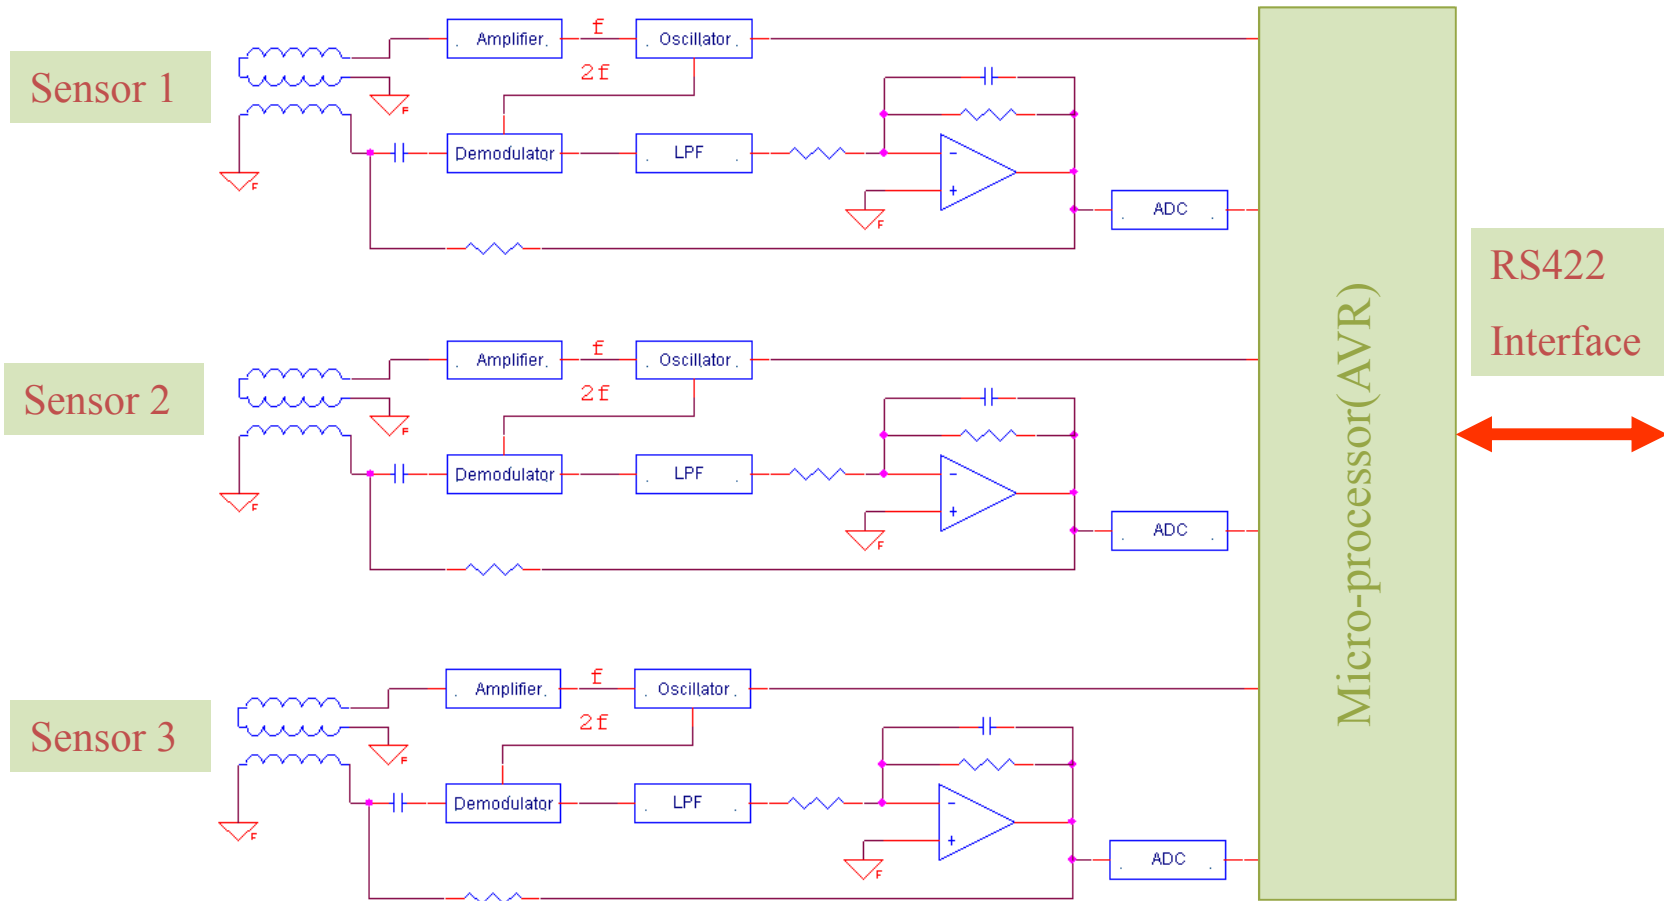 Sensor 1
Amplifier
f
Oscillator
2f
F
F
Demodulator
LPF
-
+
F
ADC
Sensor 2
Amplifier
f
Oscillator
2f
F
F
Demodulator
LPF
-
+
F
ADC
Sensor 3
Amplifier
f
Oscillator
2f
F
F
Demodulator
LPF
-
+
F
ADC
Micro-processor(AVR)
RS422
Interface